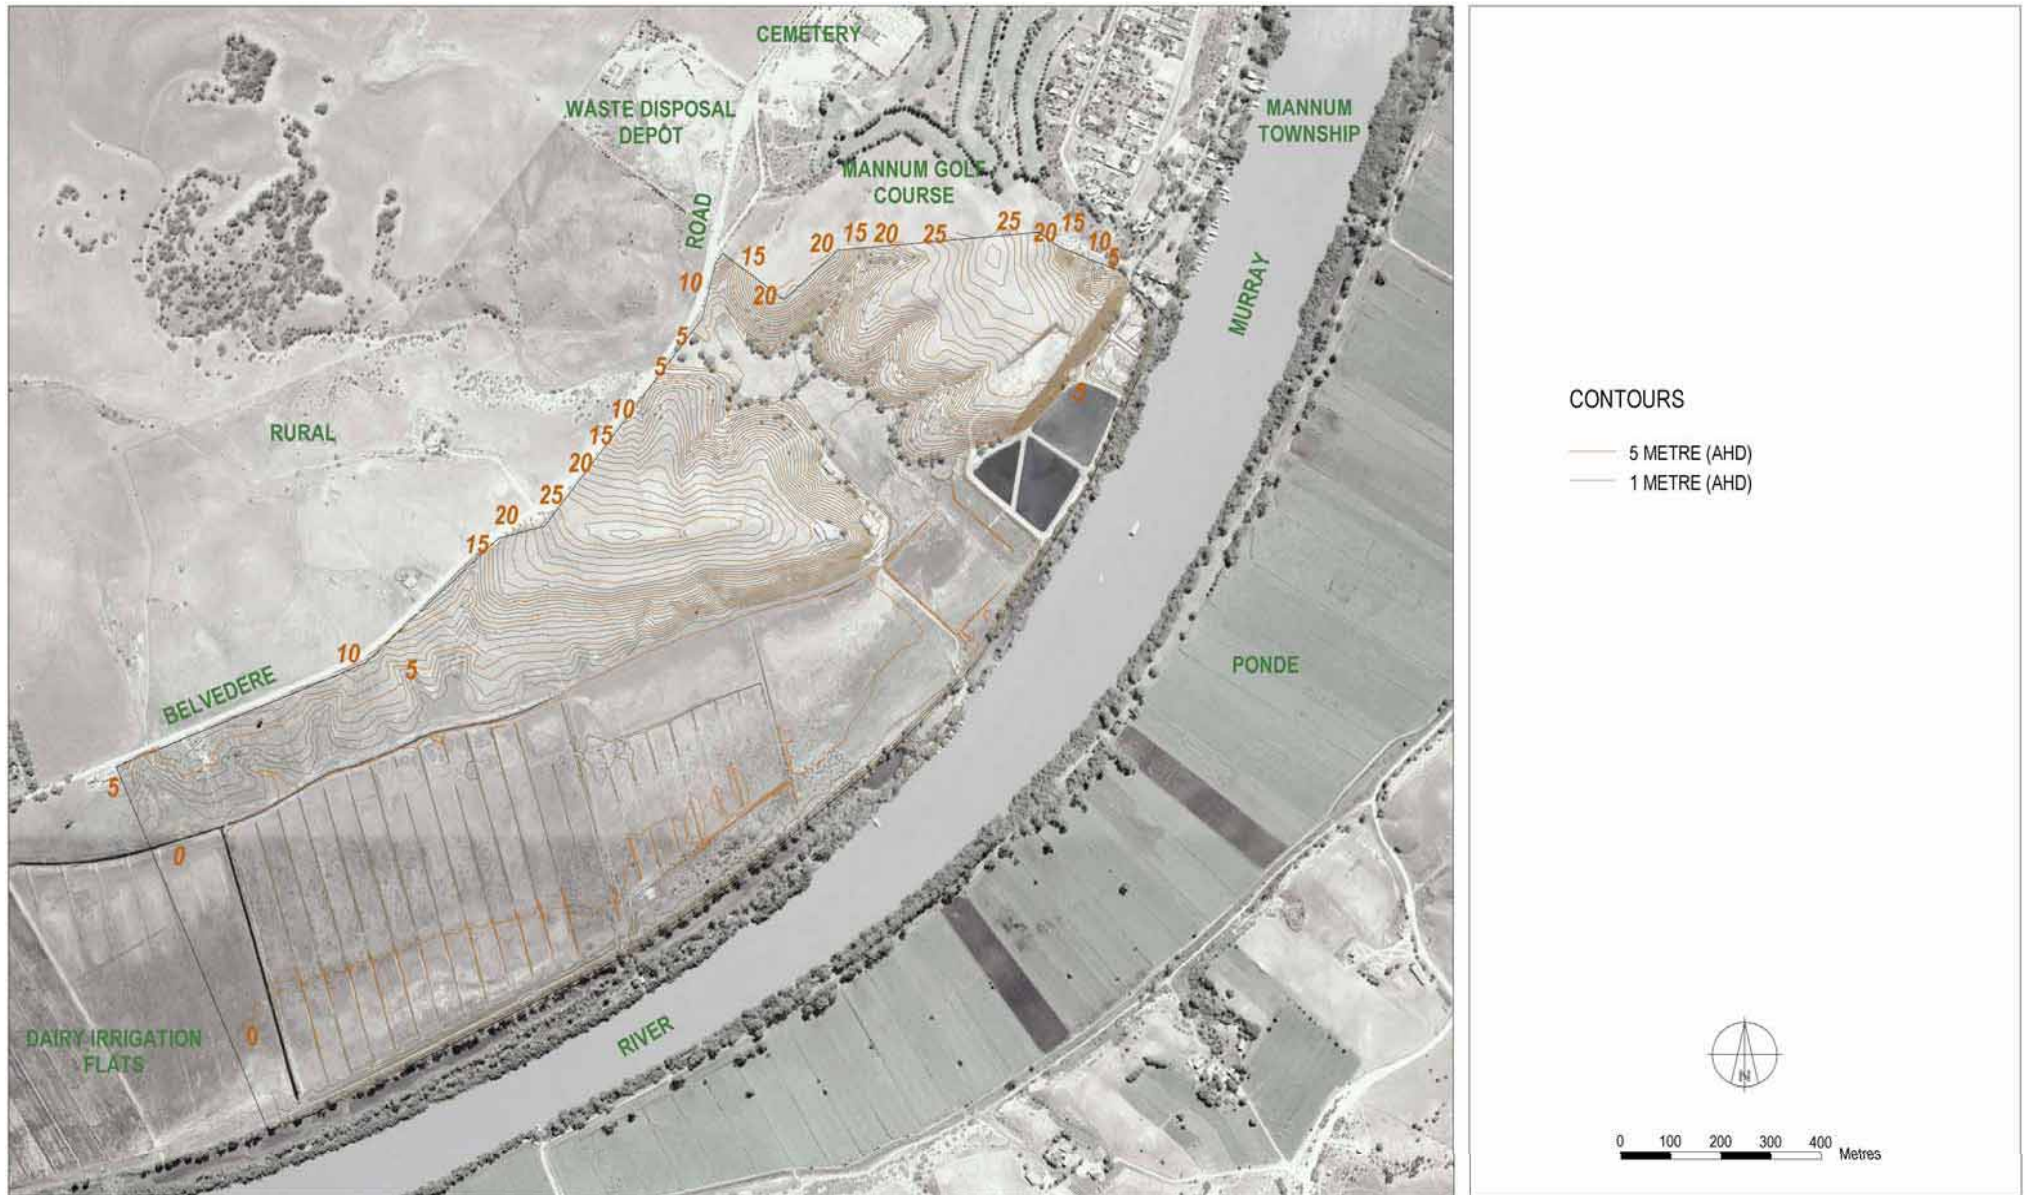 CEMETERY
WASTE DISPOSAL
DEPOT
MANNUM
TOWNSHIP
MANNUM GOLF
COURSE
ROAD
15
20
15
20
25
25
20
15
10
5
10
20
5
5
MURRAY
5
10
15
20
25
20
15
RURAL
10
5
BELVEDERE
5
PONDE
0
0
DAIRY IRRIGATION
FLATS
RIVER
CONTOURS
5 METRE (AHD)
1 METRE (AHD)
N
0 100 200 300 400
Metres